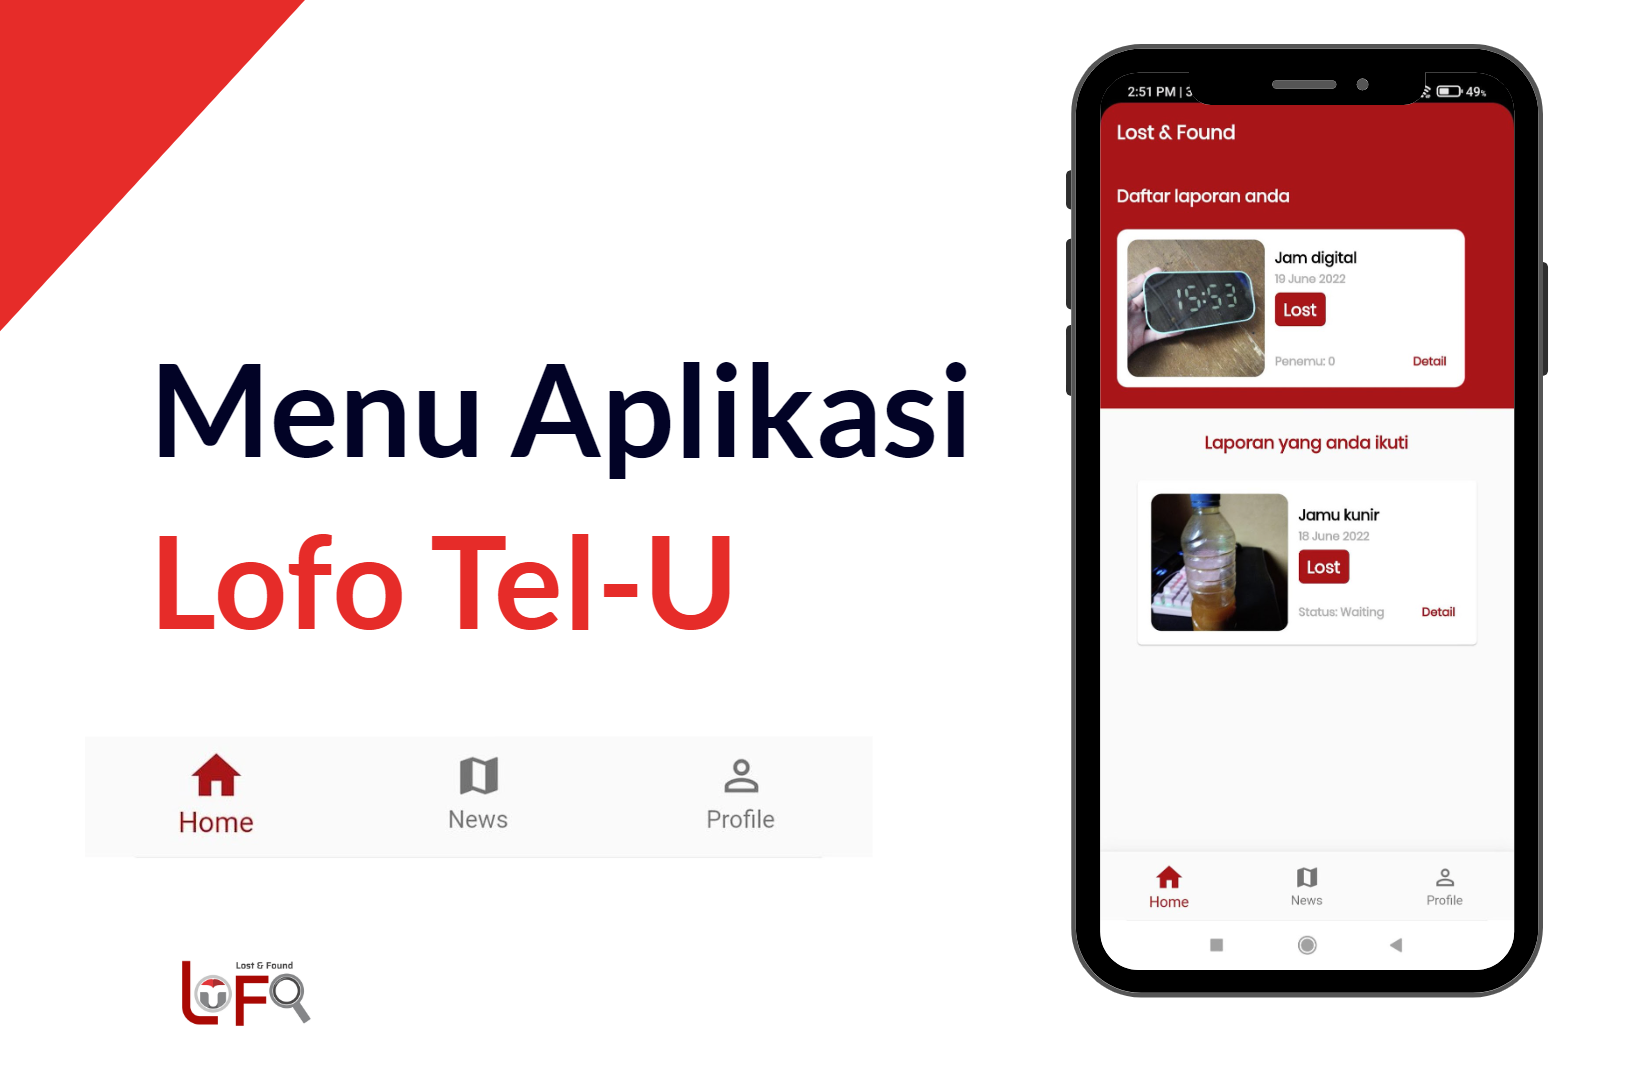 Menu Aplikasi
Lofo Tel-U
Home
News
Profile
Lost & Found
LoFo
2:51 PM | 3
49%
Lost & Found
Daftar laporan anda
15:53
Jam digital
19 June 2022
Lost
Penemu: 0
Detail
Laporan yang anda ikuti
Jamu kunir
18 June 2022
Lost
Status: Waiting
Detail
Home
News
Profile